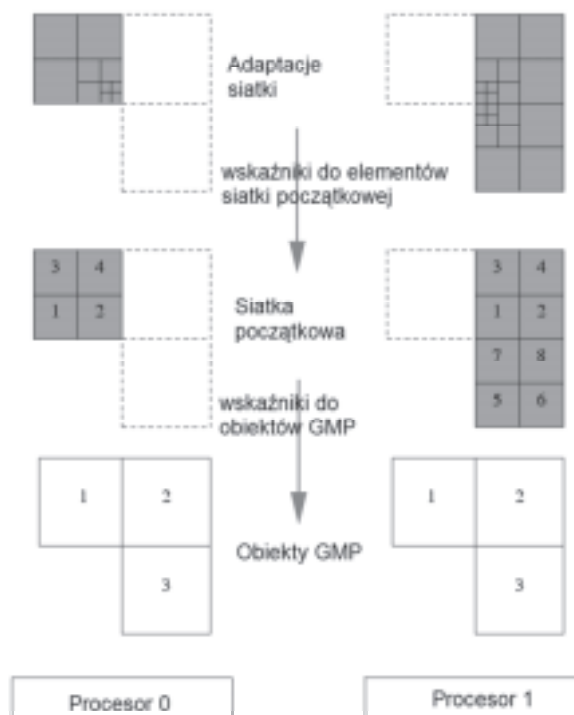 Adaptacje
siatki
wskaźniki do elementów
siatki początkowej
3 4
1 2
Siatka
początkowa
3 4
1 2
7 8
5 6
wskaźniki do
obiektów GMP
1 2
3
Obiekty GMP
1 2
3
Procesor 0
Procesor 1